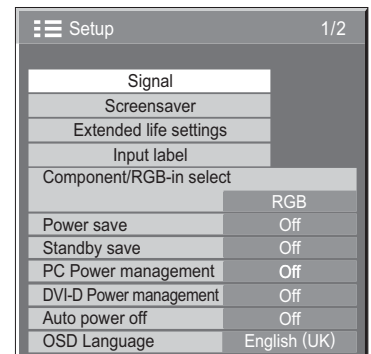 Setup 1/2
Signal
Screensaver
Extended life settings
Input label
Component/RGB-in select
RGB
Power save Off
Standby save Off
PC Power management Off
DVI-D Power management Off
Auto power off Off
OSD Language English (UK)